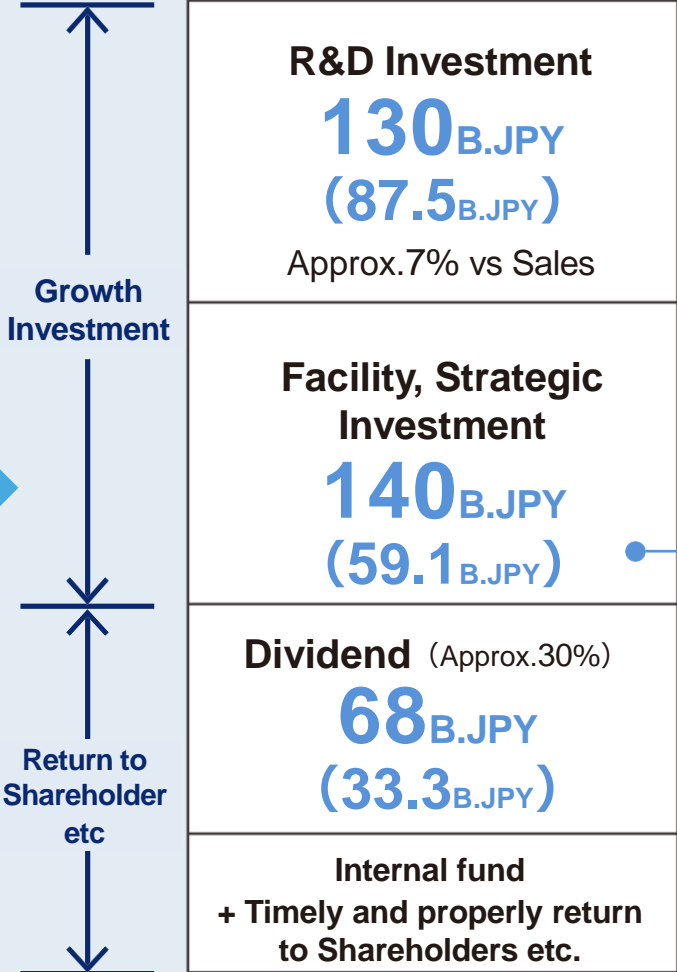 Growth
Investment
R&D Investment
130B.JPY
（87.5B.JPY）
Approx.7% vs Sales
Facility, Strategic
Investment
140B.JPY
（59.1B.JPY）
Return to
Shareholder
etc
Dividend（Approx.30%）
68B.JPY
（33.3B.JPY）
Internal fund
+ Timely and properly return
to Shareholders etc.